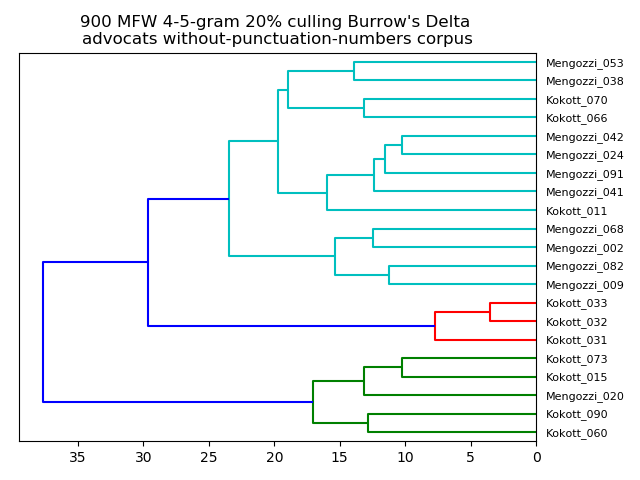 900 MFW 4-5-gram 20% culling Burrow's Delta
advocats without-punctuation-numbers corpus
Mengozzi_053
Mengozzi_038
Kokott_070
Kokott_066
Mengozzi_042
Mengozzi_024
Mengozzi_091
Mengozzi_041
Kokott_011
Mengozzi_068
Mengozzi_002
Mengozzi_082
Mengozzi_009
Kokott_033
Kokott_032
Kokott_031
Kokott_073
Kokott_015
Mengozzi_020
Kokott_090
Kokott_060
35 30 25 20 15 10 5 0